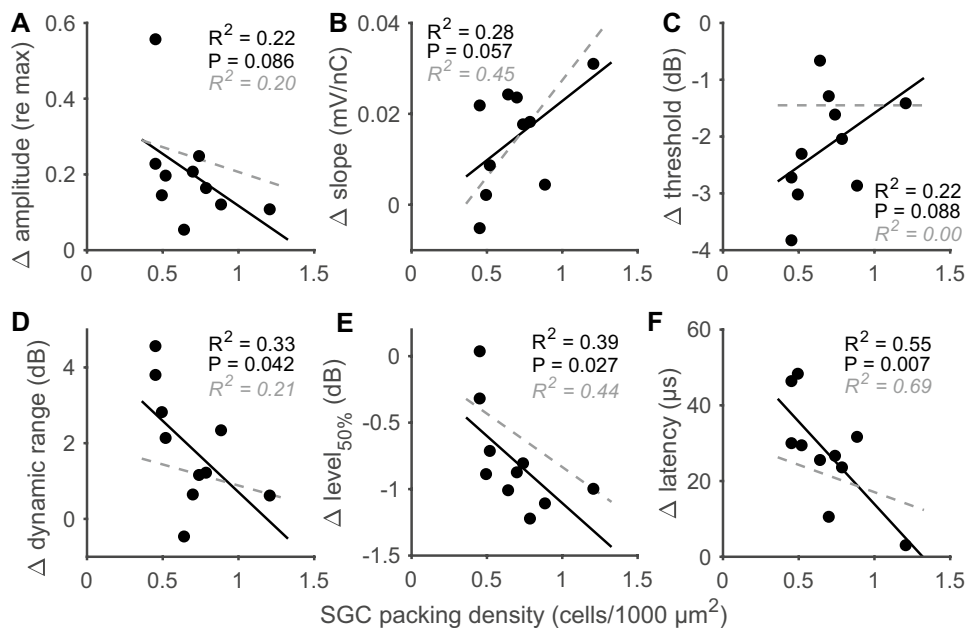 A
Δ amplitude (re max)
0.6
0.4
0.2
0
R² = 0.22
P = 0.086
R² = 0.20
0
0.5
1
1.5
B
Δ slope (mV/nC)
0.04
0.02
0
R² = 0.28
P = 0.057
R² = 0.45
0
0.5
1
1.5
C
Δ threshold (dB)
0
-1
-2
-3
-4
R² = 0.22
P = 0.088
R² = 0.00
0
0.5
1
1.5
D
Δ dynamic range (dB)
4
2
0
R² = 0.33
P = 0.042
R² = 0.21
0
0.5
1
1.5
E
Δ level50% (dB)
0
-0.5
-1
-1.5
R² = 0.39
P = 0.027
R² = 0.44
0
0.5
1
1.5
F
Δ latency (µs)
60
40
20
0
R² = 0.55
P = 0.007
R² = 0.69
0
0.5
1
1.5
SGC packing density (cells/1000 µm²)